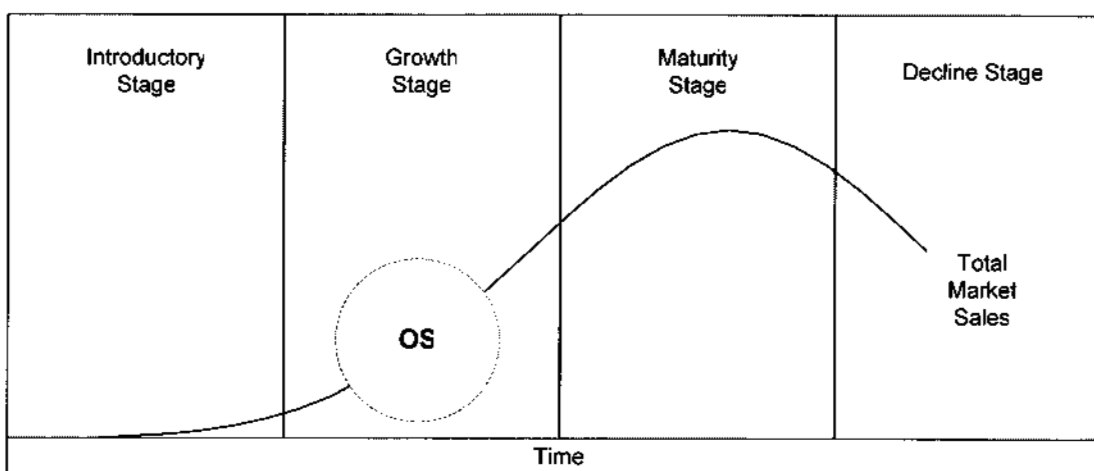 Introductory
Stage
Growth
Stage
Maturity
Stage
Decline Stage
OS
Total
Market
Sales
Time